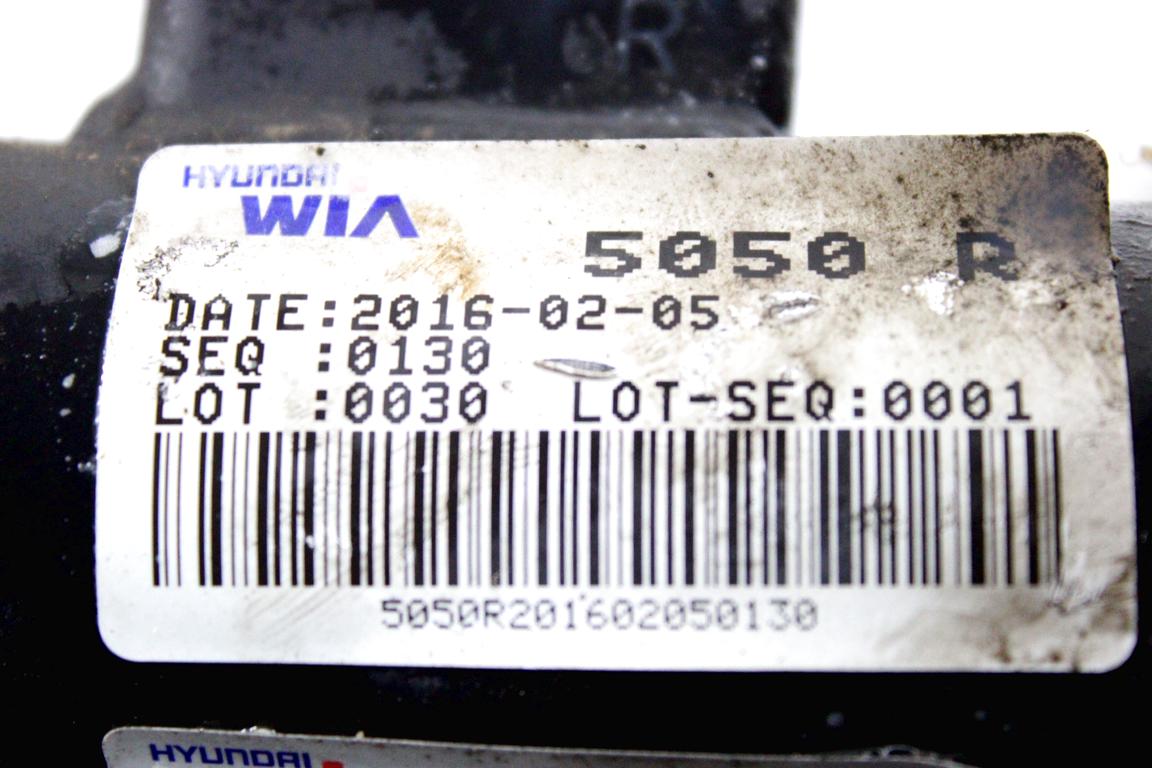 R
HYUNDAI
WIA
5050 R
DATE:2016-02-05
SEQ :0130
LOT :0030 LOT-SEQ:0001
5050R201602050130
HYUNDAI